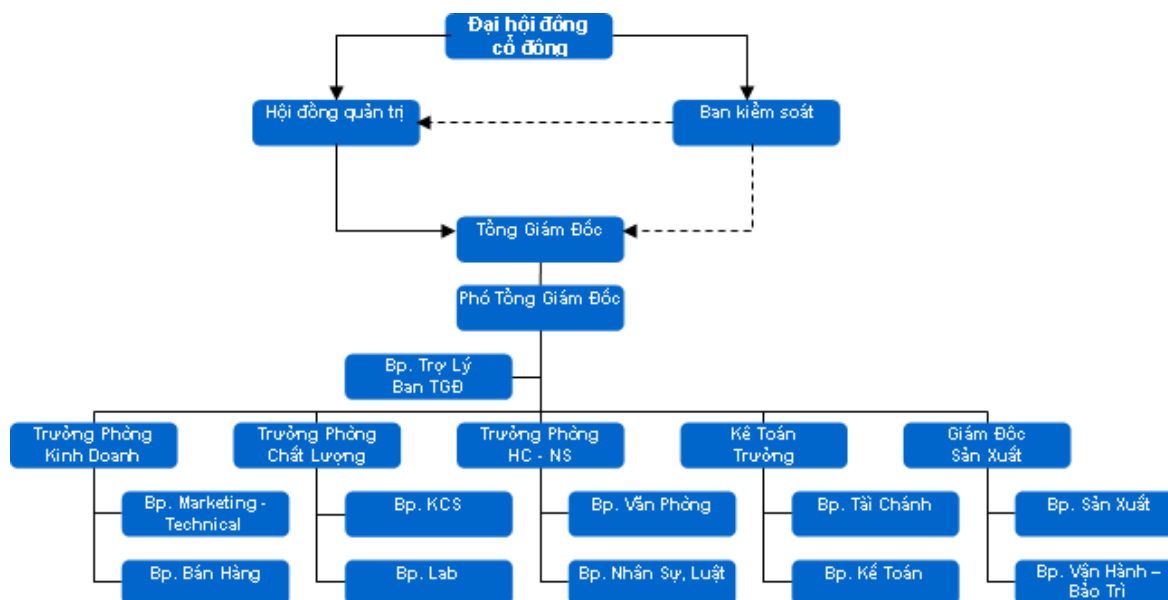 Đại hội đông
cổ đông
Hội đồng quản trị
Ban kiểm soát
Tổng Giám Đốc
Phó Tổng Giám Đốc
Bp. Trợ Lý
Ban TGĐ
Trưởng Phòng
Kinh Doanh
Trưởng Phòng
Chất Lượng
Trưởng Phòng
HC - NS
Kế Toán
Trưởng
Giám Đốc
Sản Xuất
Bp. Marketing -
Technical
Bp. KCS
Bp. Văn Phòng
Bp. Tài Chánh
Bp. Sản Xuất
Bp. Bán Hàng
Bp. Lab
Bp. Nhân Sự, Luật
Bp. Kế Toán
Bp. Vận Hành –
Bảo Trì